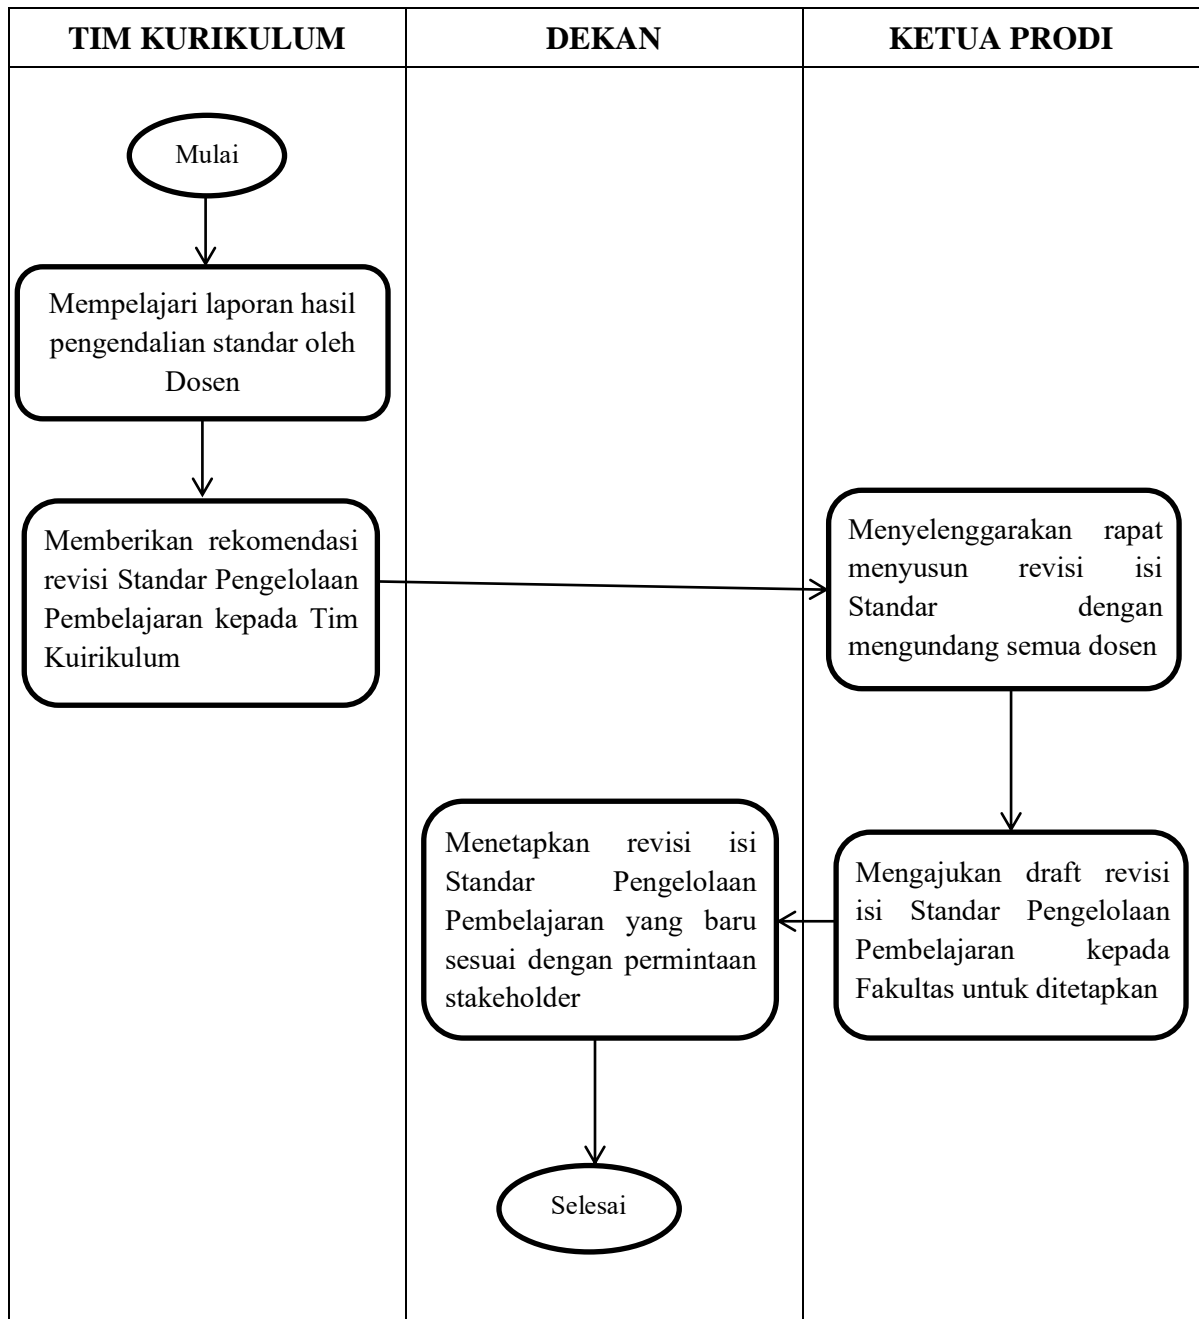 TIM KURIKULUM
DEKAN
KETUA PRODI
Mulai
Mempelajari laporan hasil
pengendalian standar oleh
Dosen
Memberikan rekomendasi
revisi Standar Pengelolaan
Pembelajaran kepada Tim
Kuirikulum
Menyelenggarakan rapat
menyusun revisi isi
Standar dengan
mengundang semua dosen
Mengajukan draft revisi
isi Standar Pengelolaan
Pembelajaran kepada
Fakultas untuk ditetapkan
Menetapkan revisi isi
Standar Pengelolaan
Pembelajaran yang baru
sesuai dengan permintaan
stakeholder
Selesai